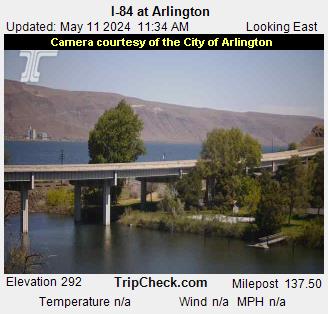 I-84 at Arlington
Updated: May 11 2024 11:34 AM Looking East
Camera courtesy of the City of Arlington
Elevation 292 TripCheck.com Milepost 137.50
Temperature n/a Wind n/a MPH n/a